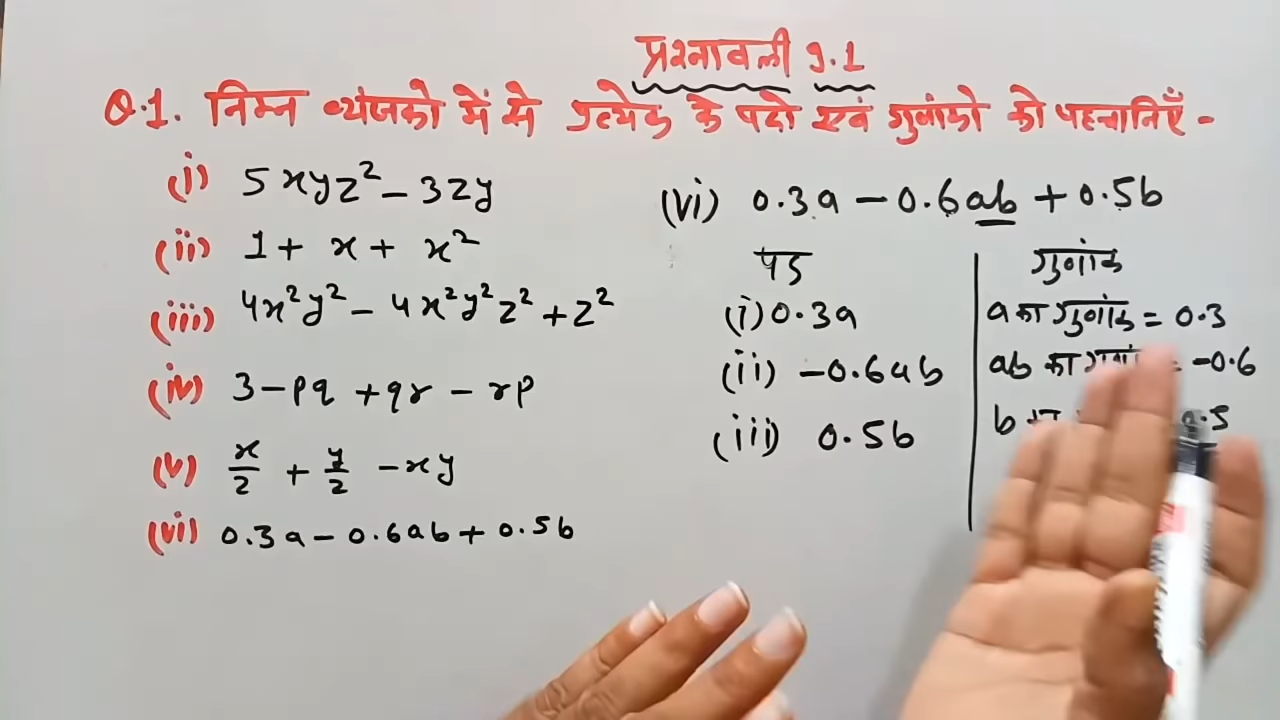 प्रश्नावली 9.1
Q.1. निम्न व्यंजको में से प्रत्येक के पदो एवं गुणांको को पहचानिएँ -
(i) 5xyz² - 3zy
(ii) 1 + x + x²
(iii) 4x²y² - 4x²y²z² + z²
(iv) 3 - pq + qr - rp
(v) x/2 + y/2 - xy
(vi) 0.3a - 0.6ab + 0.5b
(vi) 0.3a - 0.6ab + 0.5b
पद
(i) 0.3a
(ii) -0.6ab
(iii) 0.5b
गुणांक
a का गुणांक = 0.3
ab का = -0.6
b 0.5